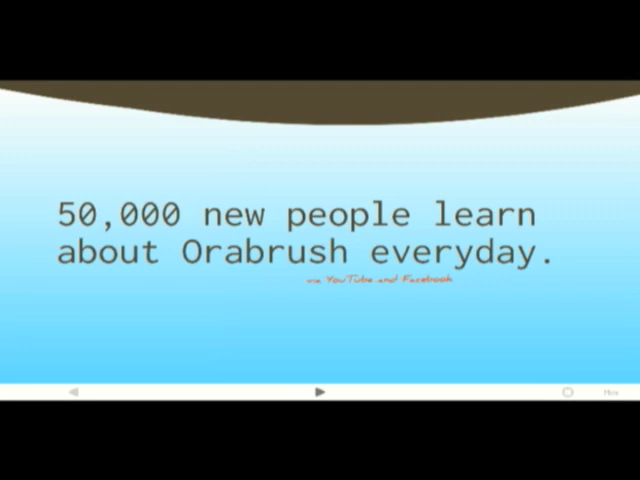 50,000 new people learn
about Orabrush everyday.
via YouTube and Facebook